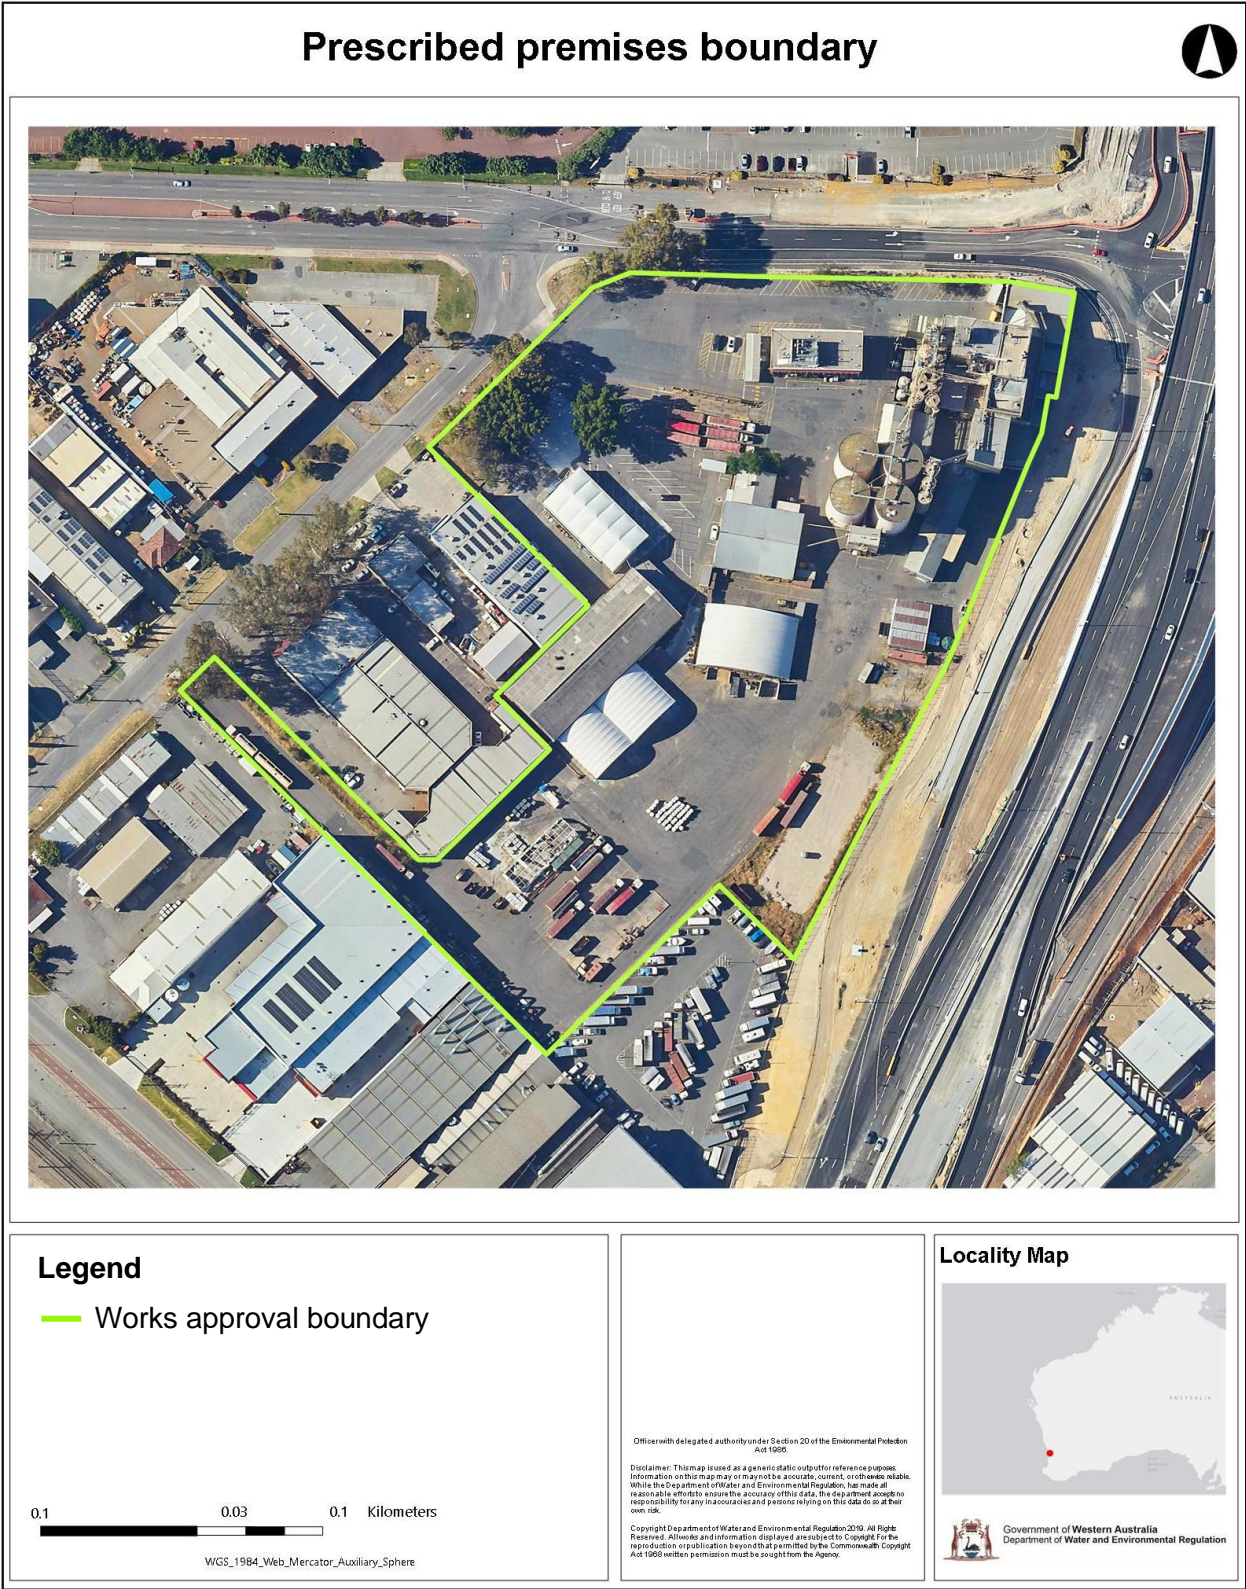 Prescribed premises boundary
Legend
Works approval boundary
0.1 0.03 0.1 Kilometers
WGS_1984_Web_Mercator_Auxiliary_Sphere
Officer with delegated authority under Section 20 of the Environmental Protection
Act 1986.
Disclaimer: This map is used as a generic static output for reference purposes.
Information on this map may or may not be accurate, current, or otherwise reliable.
While the Department of Water and Environmental Regulation, has made all
reasonable efforts to ensure the accuracy of this data, the department accepts no
responsibility for any inaccuracies and persons relying on this data do so at their
own risk.
Copyright Department of Water and Environmental Regulation 2019. All Rights
Reserved. All works and information displayed are subject to Copyright. For the
reproduction or publication beyond that permitted by the Commonwealth Copyright
Act 1968 written permission must be sought from the Agency.
Locality Map
AUSTRALIA
Government of Western Australia
Department of Water and Environmental Regulation